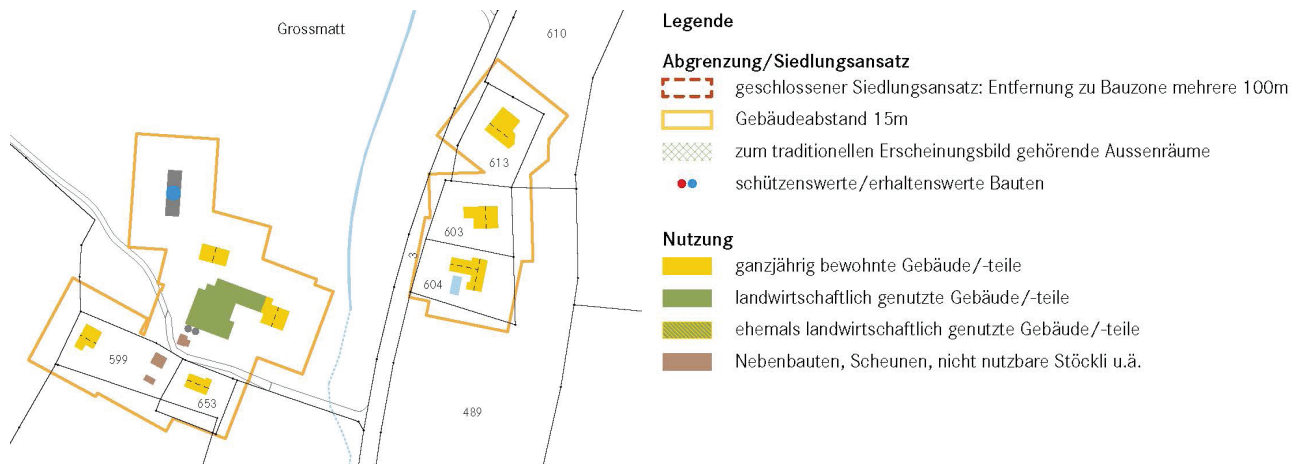 Grossmatt
610
613
603
3
604
599
653
489
Legende
Abgrenzung/Siedlungsansatz
geschlossener Siedlungsansatz: Entfernung zu Bauzone mehrere 100m
Gebäudeabstand 15m
zum traditionellen Erscheinungsbild gehörende Aussenräume
schützenswerte/erhaltenswerte Bauten
Nutzung
ganzjährig bewohnte Gebäude/-teile
landwirtschaftlich genutzte Gebäude/-teile
ehemals landwirtschaftlich genutzte Gebäude/-teile
Nebenbauten, Scheunen, nicht nutzbare Stöckli u.ä.